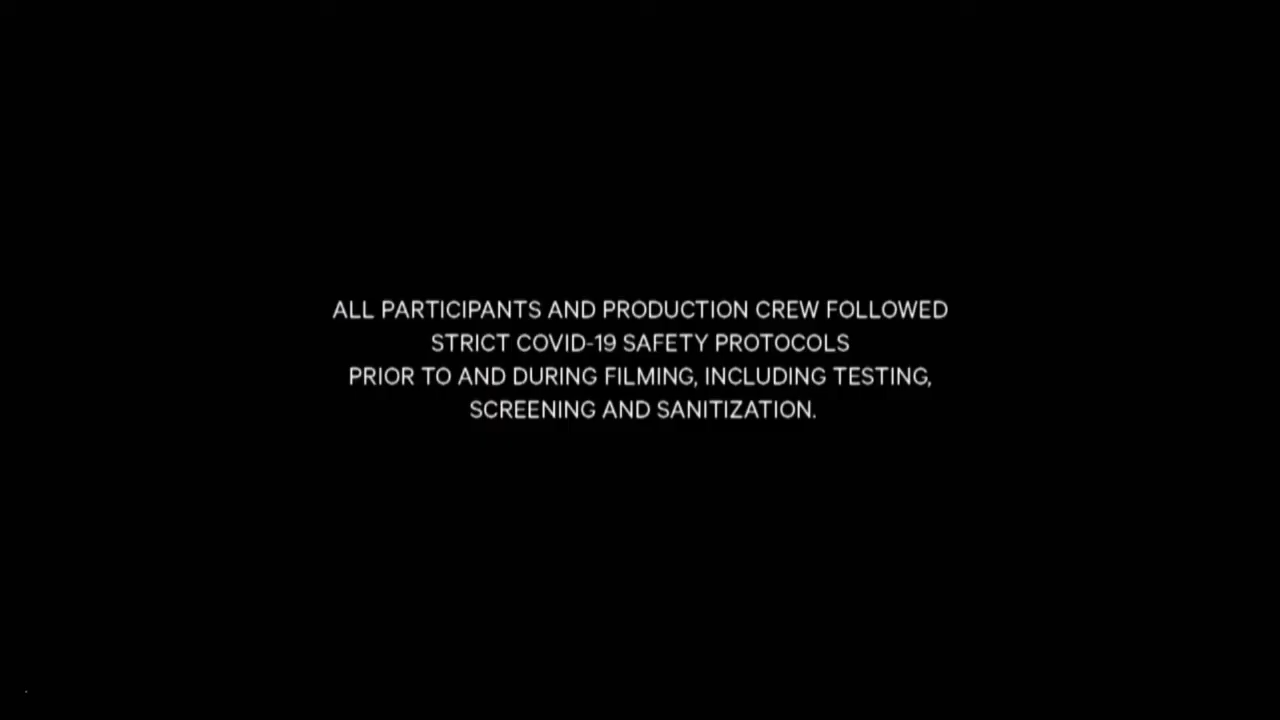 ALL PARTICIPANTS AND PRODUCTION CREW FOLLOWED
STRICT COVID-19 SAFETY PROTOCOLS
PRIOR TO AND DURING FILMING, INCLUDING TESTING,
SCREENING AND SANITIZATION.